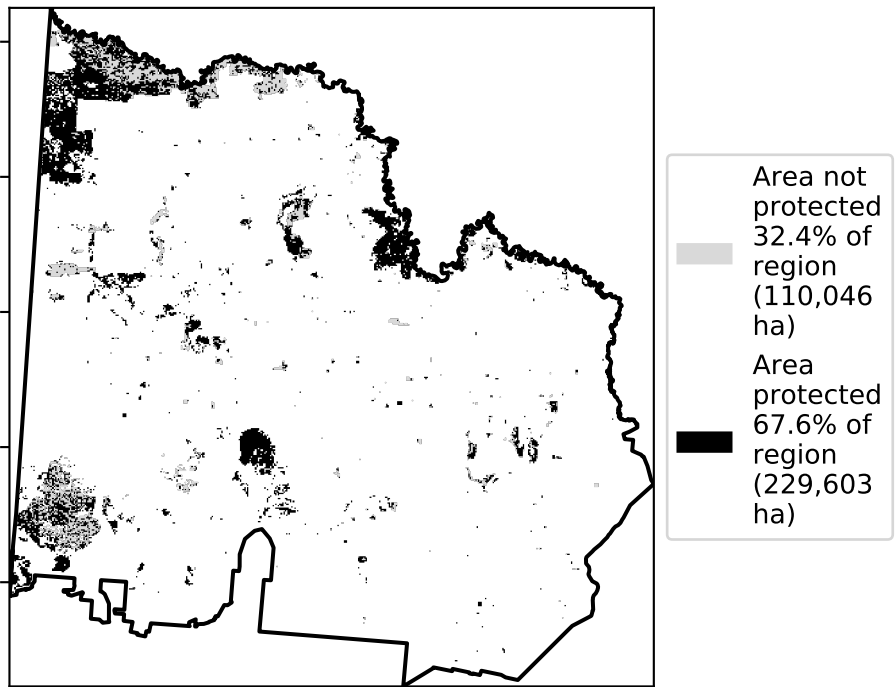 Area not
protected
32.4% of
region
(110,046
ha)
Area
protected
67.6% of
region
(229,603
ha)